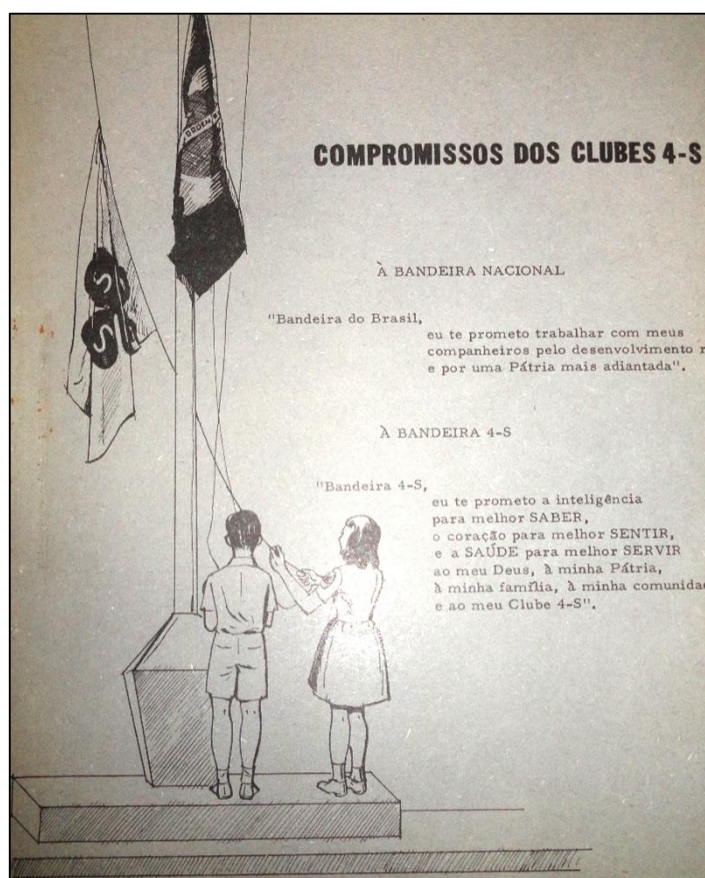 COMPROMISSOS DOS CLUBES 4-S
À BANDEIRA NACIONAL
"Bandeira do Brasil,
eu te prometo trabalhar com meus
companheiros pelo desenvolvimento
e por uma Pátria mais adiantada".
À BANDEIRA 4-S
"Bandeira 4-S,
eu te prometo a inteligência
para melhor SABER,
o coração para melhor SENTIR,
e a SAÚDE para melhor SERVIR
ao meu Deus, à minha Pátria,
à minha família, à minha comunidad
e ao meu Clube 4-S".
ORDEM
S
S
S